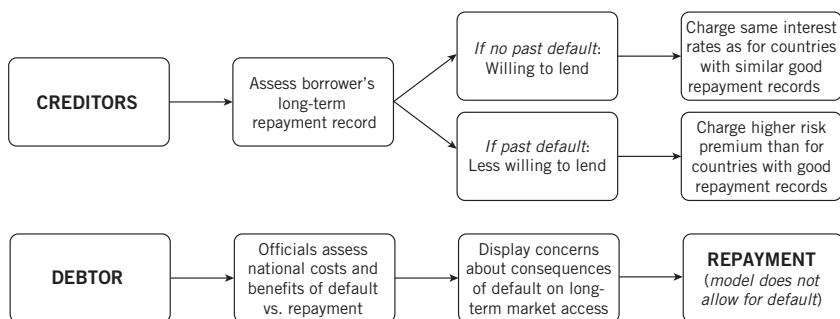 CREDITORS
Assess borrower's
long-term
repayment record
If no past default:
Willing to lend
Charge same interest
rates as for countries
with similar good
repayment records
If past default:
Less willing to lend
Charge higher risk
premium than for
countries with good
repayment records
DEBTOR
Officials assess
national costs and
benefits of default
vs. repayment
Display concerns
about consequences
of default on long-
term market access
REPAYMENT
(model does not
allow for default)